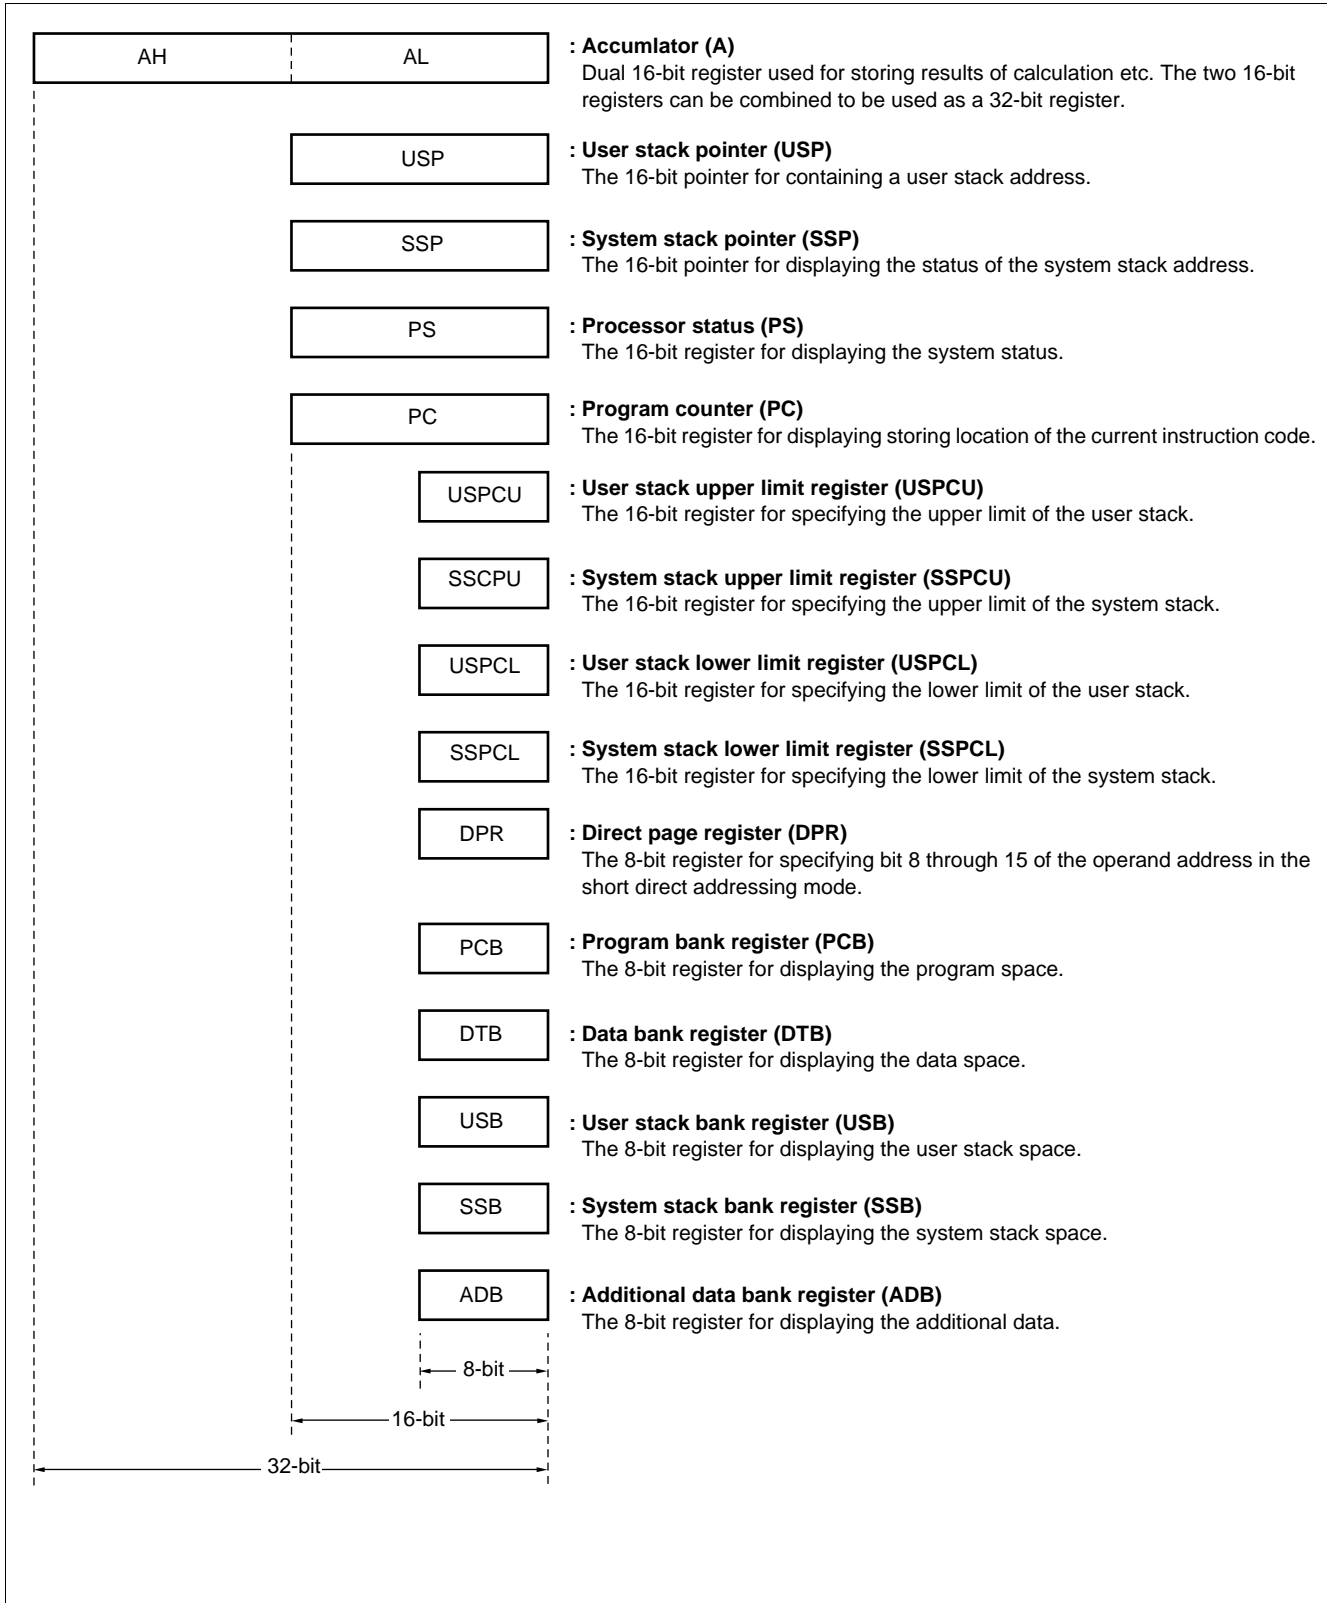 AH AL : Accumlator (A)
Dual 16-bit register used for storing results of calculation etc. The two 16-bit
registers can be combined to be used as a 32-bit register.
USP : User stack pointer (USP)
The 16-bit pointer for containing a user stack address.
SSP : System stack pointer (SSP)
The 16-bit pointer for displaying the status of the system stack address.
PS : Processor status (PS)
The 16-bit register for displaying the system status.
PC : Program counter (PC)
The 16-bit register for displaying storing location of the current instruction code.
USPCU : User stack upper limit register (USPCU)
The 16-bit register for specifying the upper limit of the user stack.
SSCPU : System stack upper limit register (SSPCU)
The 16-bit register for specifying the upper limit of the system stack.
USPCL : User stack lower limit register (USPCL)
The 16-bit register for specifying the lower limit of the user stack.
SSPCL : System stack lower limit register (SSPCL)
The 16-bit register for specifying the lower limit of the system stack.
DPR : Direct page register (DPR)
The 8-bit register for specifying bit 8 through 15 of the operand address in the
short direct addressing mode.
PCB : Program bank register (PCB)
The 8-bit register for displaying the program space.
DTB : Data bank register (DTB)
The 8-bit register for displaying the data space.
USB : User stack bank register (USB)
The 8-bit register for displaying the user stack space.
SSB : System stack bank register (SSB)
The 8-bit register for displaying the system stack space.
ADB : Additional data bank register (ADB)
The 8-bit register for displaying the additional data.
8-bit
16-bit
32-bit